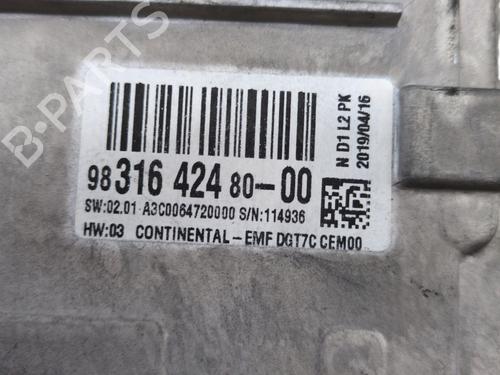 98 316 424 80-00
SW:02.01 A3C0064720000 S/N:114936
HW:03 CONTINENTAL-EMF DGT7C CEM00
N D1 L2 PK
2019/04/16
B-PARTS